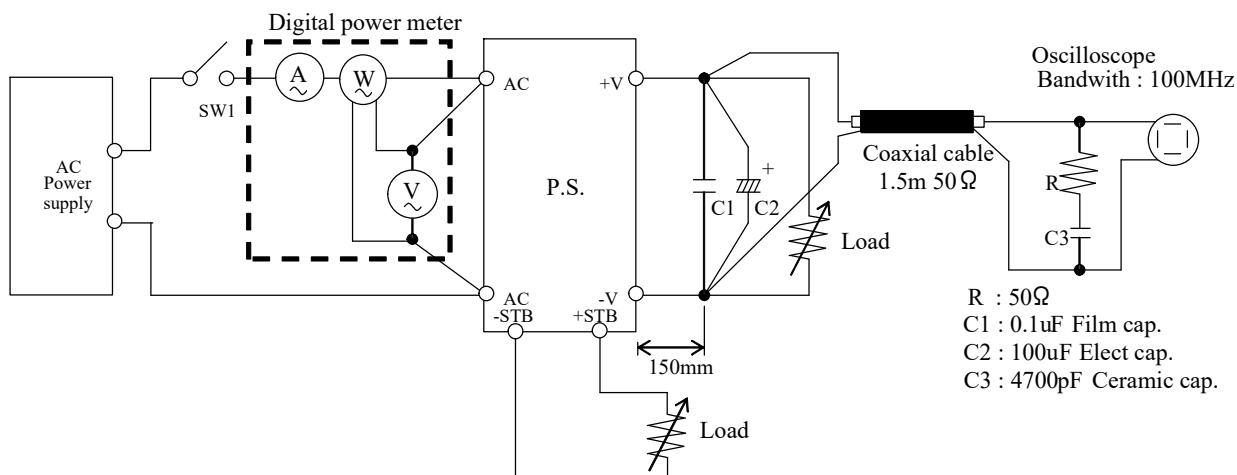 Digital power meter
A
W
V
SW1
AC
Power
supply
AC
+V
P.S.
AC
-STB
-V
+STB
150mm
C1
+
C2
Load
Load
Coaxial cable
1.5m 50Ω
Oscilloscope
Bandwith : 100MHz
R
C3
R : 50Ω
C1 : 0.1uF Film cap.
C2 : 100uF Elect cap.
C3 : 4700pF Ceramic cap.